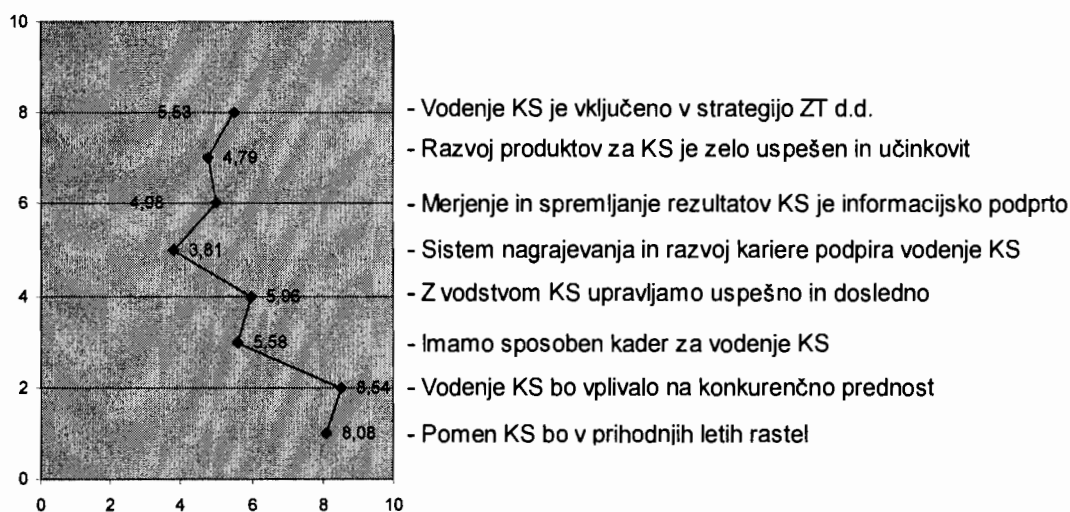 10
8
6
4
2
0
0 2 4 6 8 10
5,53
4,79
4,98
3,81
5,96
5,58
8,54
8,08
- Vodenje KS je vključeno v strategijo ZT d.d.
- Razvoj produktov za KS je zelo uspešen in učinkovit
- Merjenje in spremljanje rezultatov KS je informacijsko podprto
- Sistem nagrajevanja in razvoj kariere podpira vodenje KS
- Z vodstvom KS upravljamo uspešno in dosledno
- Imamo sposoben kader za vodenje KS
- Vodenje KS bo vplivalo na konkurenčno prednost
- Pomen KS bo v prihodnjih letih rastel